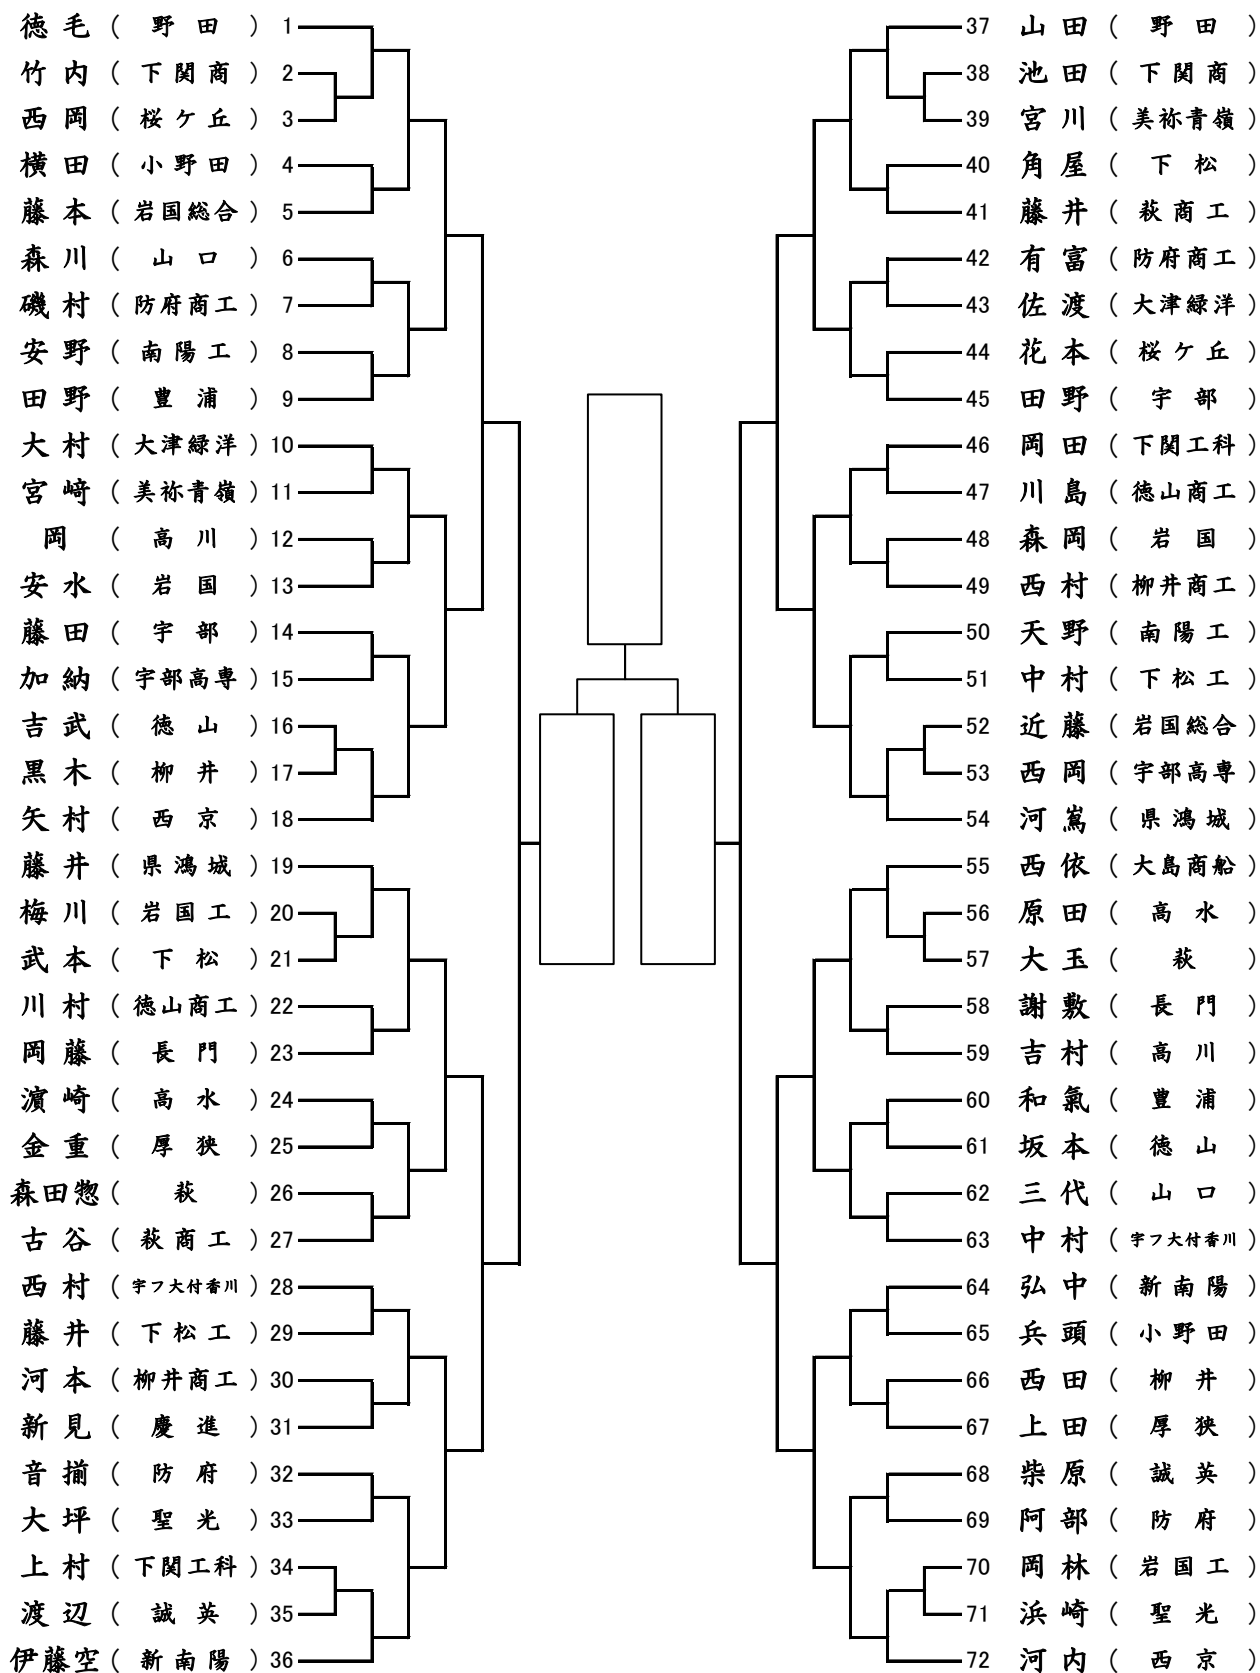 徳毛 ( 野田 ) 1
竹内 ( 下関商 ) 2
西岡 ( 桜ケ丘 ) 3
横田 ( 小野田 ) 4
藤本 ( 岩国総合 ) 5
森川 ( 山口 ) 6
磯村 ( 防府商工 ) 7
安野 ( 南陽工 ) 8
田野 ( 豊浦 ) 9
大村 ( 大津緑洋 ) 10
宮﨑 ( 美祢青嶺 ) 11
岡 ( 高川 ) 12
安水 ( 岩国 ) 13
藤田 ( 宇部 ) 14
加納 ( 宇部高専 ) 15
吉武 ( 徳山 ) 16
黒木 ( 柳井 ) 17
矢村 ( 西京 ) 18
藤井 ( 県鴻城 ) 19
梅川 ( 岩国工 ) 20
武本 ( 下松 ) 21
川村 ( 徳山商工 ) 22
岡藤 ( 長門 ) 23
濵崎 ( 高水 ) 24
金重 ( 厚狭 ) 25
森田惣 ( 萩 ) 26
古谷 ( 萩商工 ) 27
西村 ( 宇フ大付香川 ) 28
藤井 ( 下松工 ) 29
河本 ( 柳井商工 ) 30
新見 ( 慶進 ) 31
音揃 ( 防府 ) 32
大坪 ( 聖光 ) 33
上村 ( 下関工科 ) 34
渡辺 ( 誠英 ) 35
伊藤空 ( 新南陽 ) 36
37 山田 ( 野田 )
38 池田 ( 下関商 )
39 宮川 ( 美祢青嶺 )
40 角屋 ( 下松 )
41 藤井 ( 萩商工 )
42 有富 ( 防府商工 )
43 佐渡 ( 大津緑洋 )
44 花本 ( 桜ケ丘 )
45 田野 ( 宇部 )
46 岡田 ( 下関工科 )
47 川島 ( 徳山商工 )
48 森岡 ( 岩国 )
49 西村 ( 柳井商工 )
50 天野 ( 南陽工 )
51 中村 ( 下松工 )
52 近藤 ( 岩国総合 )
53 西岡 ( 宇部高専 )
54 河嶌 ( 県鴻城 )
55 西依 ( 大島商船 )
56 原田 ( 高水 )
57 大玉 ( 萩 )
58 謝敷 ( 長門 )
59 吉村 ( 高川 )
60 和氣 ( 豊浦 )
61 坂本 ( 徳山 )
62 三代 ( 山口 )
63 中村 ( 宇フ大付香川 )
64 弘中 ( 新南陽 )
65 兵頭 ( 小野田 )
66 西田 ( 柳井 )
67 上田 ( 厚狭 )
68 柴原 ( 誠英 )
69 阿部 ( 防府 )
70 岡林 ( 岩国工 )
71 浜崎 ( 聖光 )
72 河内 ( 西京 )